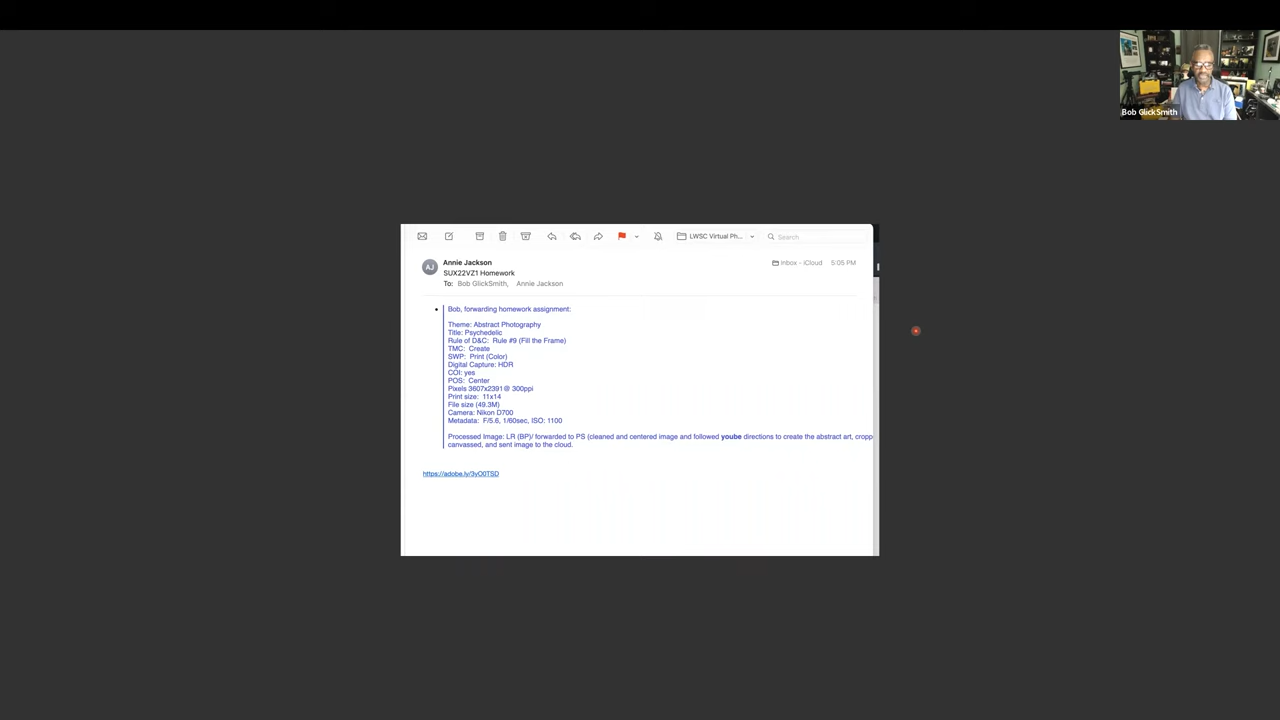 Bob GlickSmith
LWSC Virtual Ph...
Search
AJ
Annie Jackson
Inbox - iCloud
5:05 PM
SUX22VZ1 Homework
To: Bob GlickSmith, Annie Jackson
Bob, forwarding homework assignment:
Theme: Abstract Photography
Title: Psychedelic
Rule of D&C: Rule #9 (Fill the Frame)
TMC: Create
SWP: Print (Color)
Digital Capture: HDR
COI: yes
POS: Center
Pixels 3607x2391@ 300ppi
Print size: 11x14
File size (49.3M)
Camera: Nikon D700
Metadata: F/5.6, 1/60sec, ISO: 1100
Processed Image: LR (BP)/ forwarded to PS (cleaned and centered image and followed yoube directions to create the abstract art, cropp
canvassed, and sent image to the cloud.
https://adobe.ly/3yO0TSD